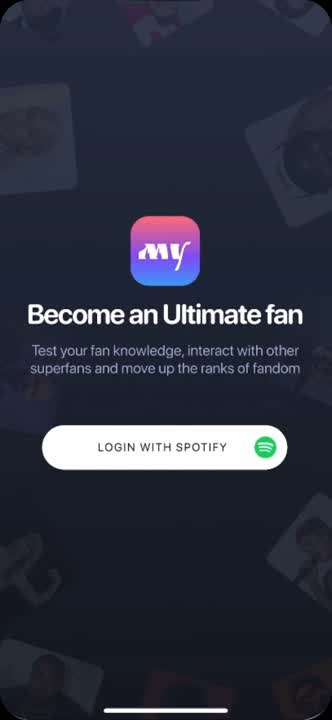 my
Become an Ultimate fan
Test your fan knowledge, interact with other
superfans and move up the ranks of fandom
LOGIN WITH SPOTIFY